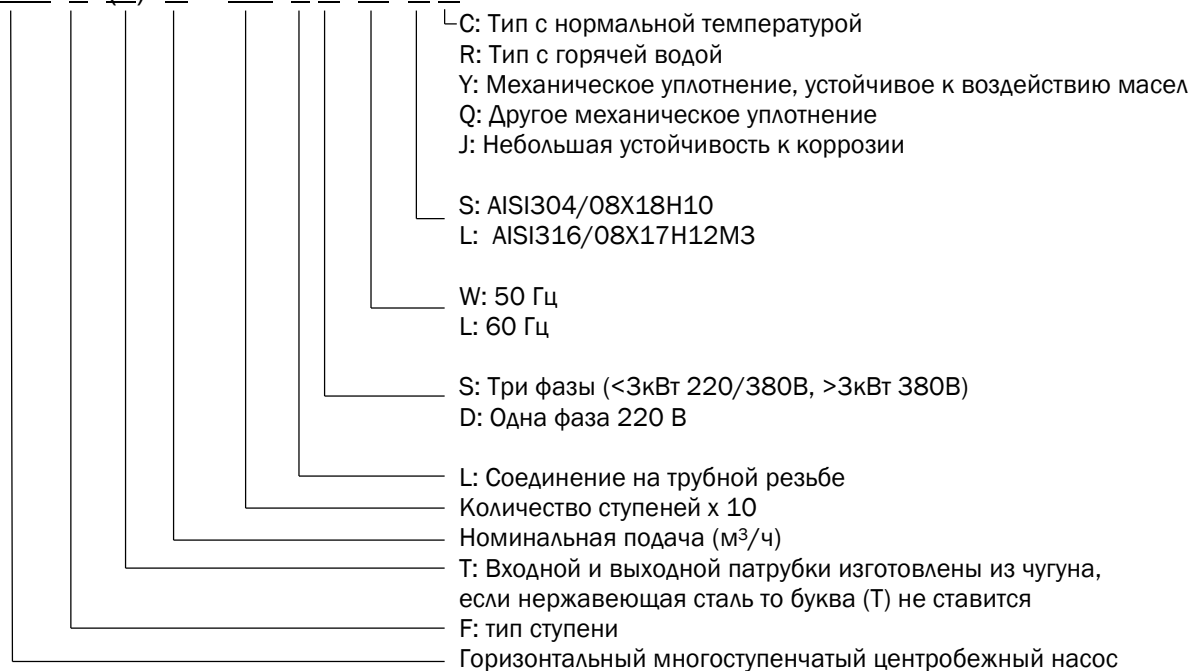 C: Тип с нормальной температурой
R: Тип с горячей водой
Y: Механическое уплотнение, устойчивое к воздействию масел
Q: Другое механическое уплотнение
J: Небольшая устойчивость к коррозии
S: AISI304/08Х18Н10
L: AISI316/08Х17Н12М3
W: 50 Гц
L: 60 Гц
S: Три фазы (<3кВт 220/380В, >3кВт 380В)
D: Одна фаза 220 В
L: Соединение на трубной резьбе
Количество ступеней х 10
Номинальная подача (м³/ч)
T: Входной и выходной патрубки изготовлены из чугуна,
если нержавеющая сталь то буква (Т) не ставится
F: тип ступени
Горизонтальный многоступенчатый центробежный насос